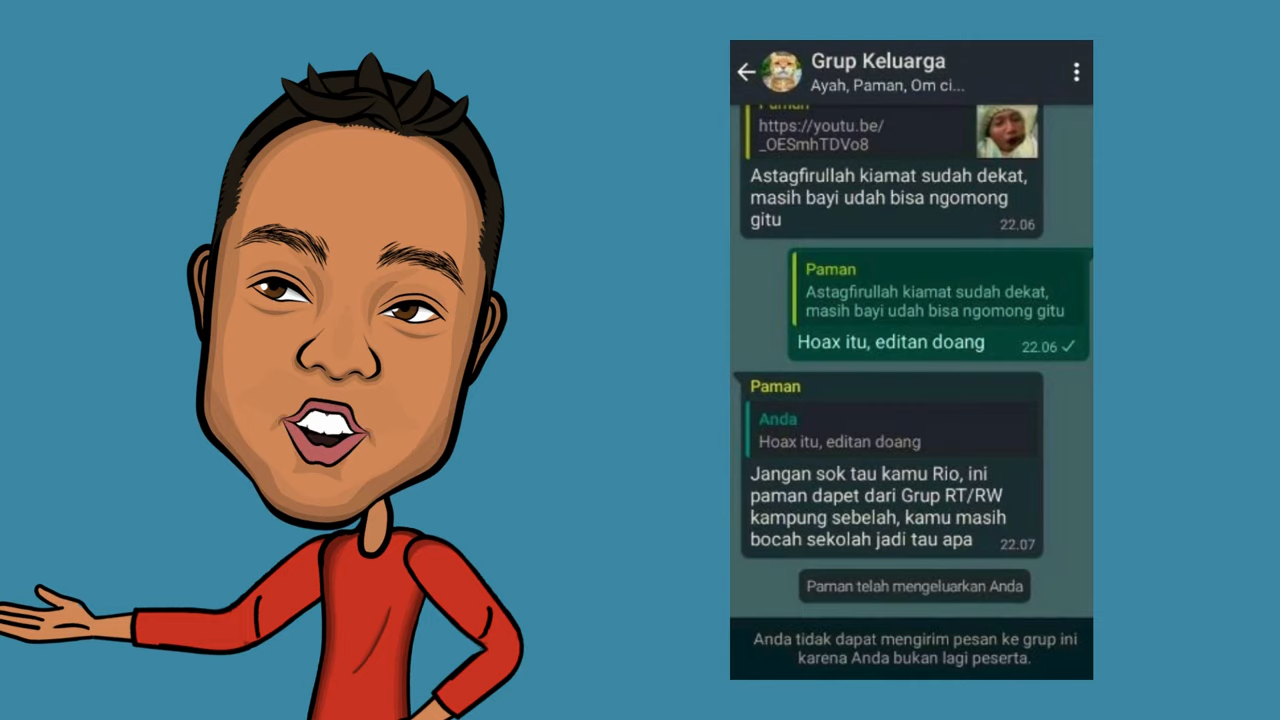 Grup Keluarga
Ayah, Paman, Om ci...
Paman
https://youtu.be/
_OESmhTDVo8
Astagfirullah kiamat sudah dekat,
masih bayi udah bisa ngomong
gitu
22.06
Paman
Astagfirullah kiamat sudah dekat,
masih bayi udah bisa ngomong gitu
Hoax itu, editan doang
22.06
Paman
Anda
Hoax itu, editan doang
Jangan sok tau kamu Rio, ini
paman dapet dari Grup RT/RW
kampung sebelah, kamu masih
bocah sekolah jadi tau apa
22.07
Paman telah mengeluarkan Anda
Anda tidak dapat mengirim pesan ke grup ini
karena Anda bukan lagi peserta.